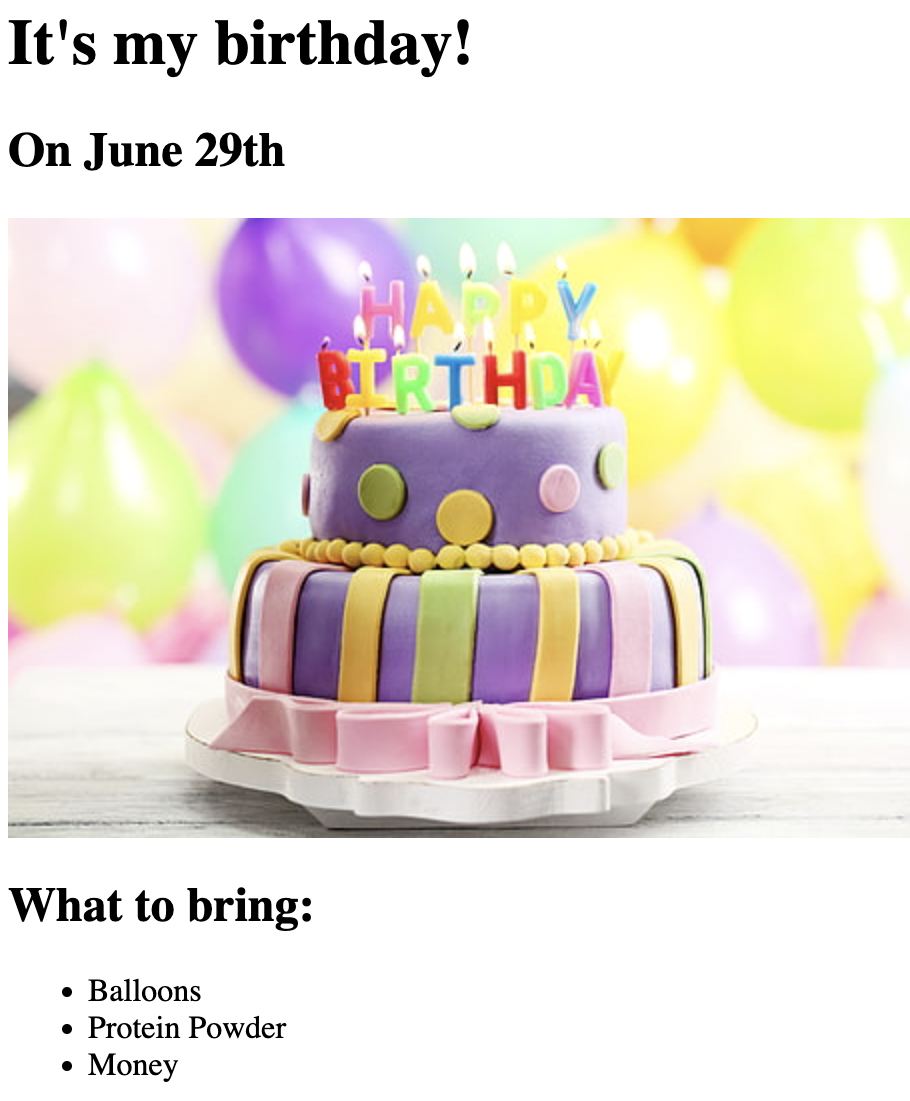 It's my birthday!
On June 29th
HAPPY
BIRTHDAY
What to bring:
Balloons
Protein Powder
Money